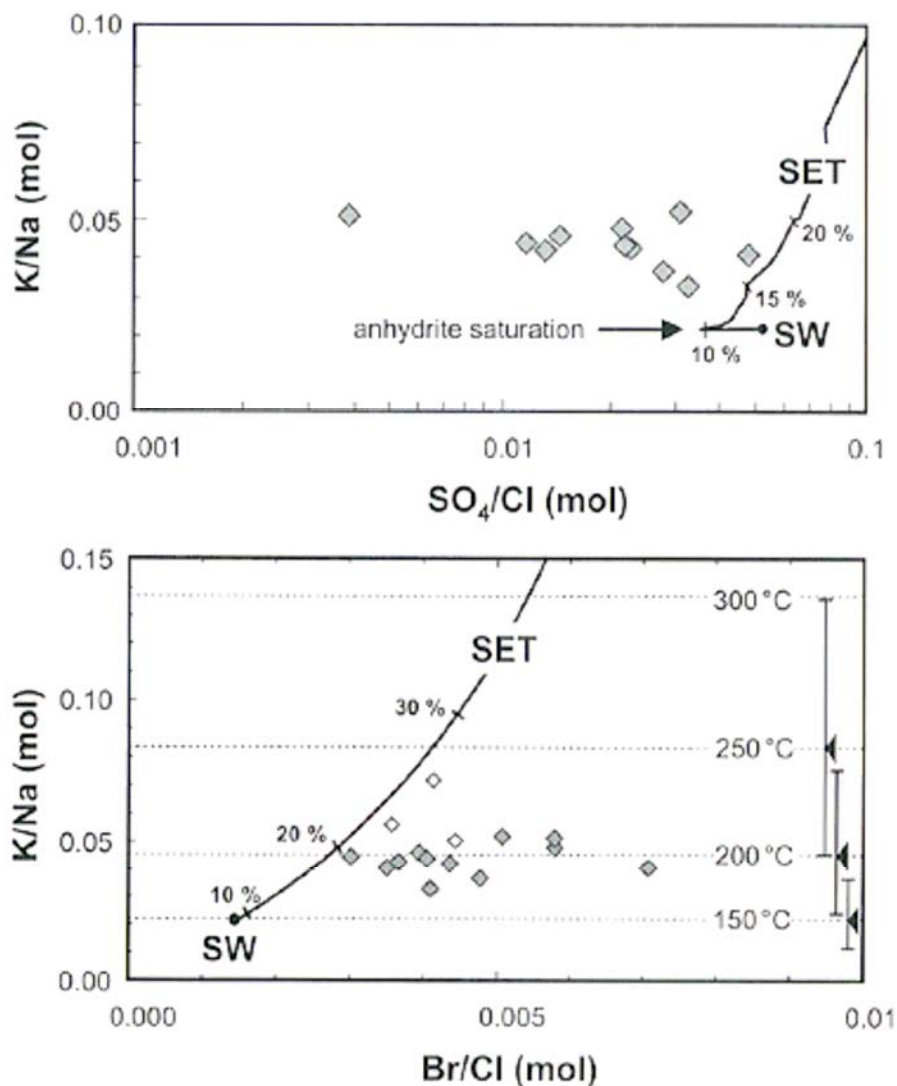 0.10
K/Na (mol)
0.05
0.00
SET
20 %
15 %
anhydrite saturation
SW
10 %
0.001
0.01
0.1
SO₄/Cl (mol)
0.15
K/Na (mol)
0.10
0.05
0.00
300 °C
SET
30 %
250 °C
20 %
200 °C
10 %
150 °C
SW
0.000
0.005
0.01
Br/Cl (mol)